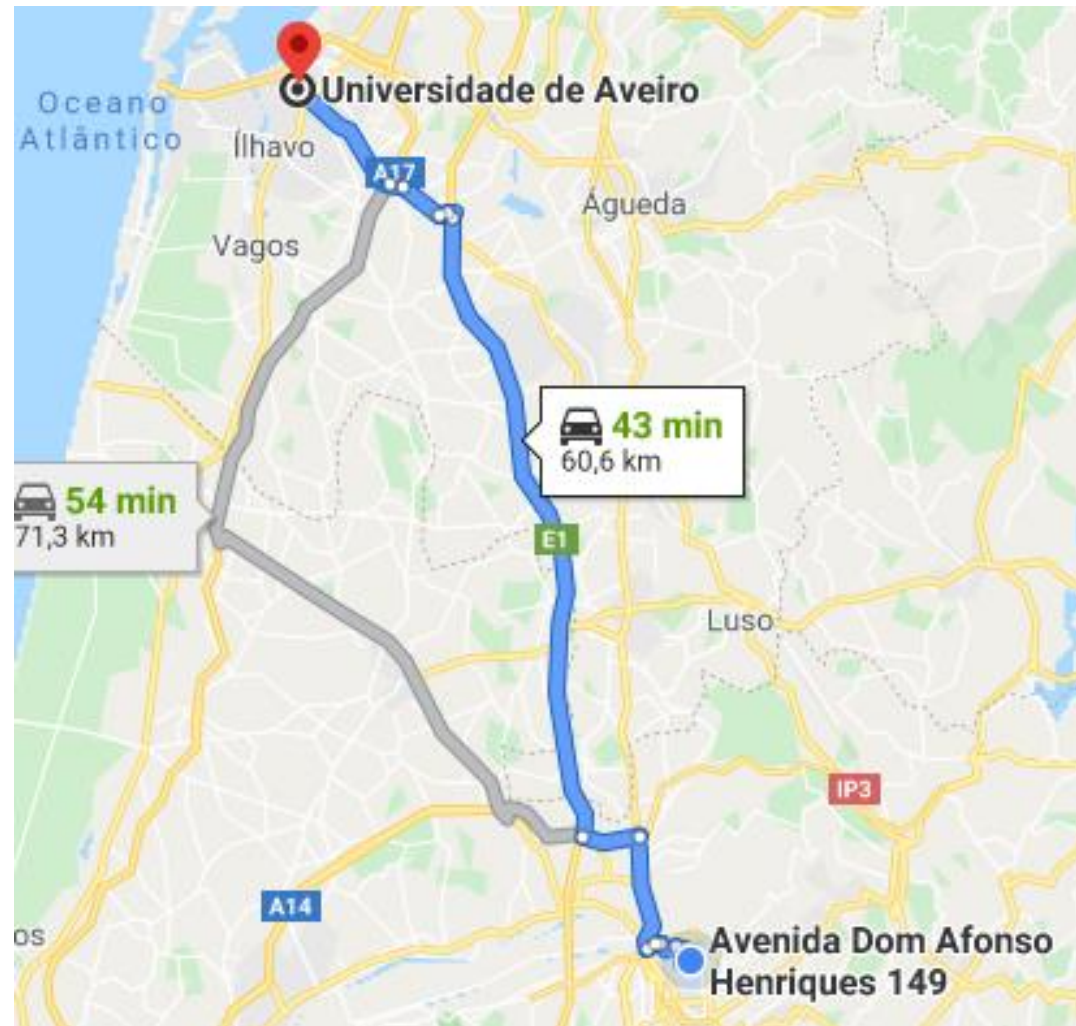 Universidade de Aveiro
Oceano
Atlântico
Ílhavo
A17
Águeda
Vagos
43 min
60,6 km
54 min
71,3 km
E1
Luso
IP3
A14
os
Avenida Dom Afonso
Henriques 149